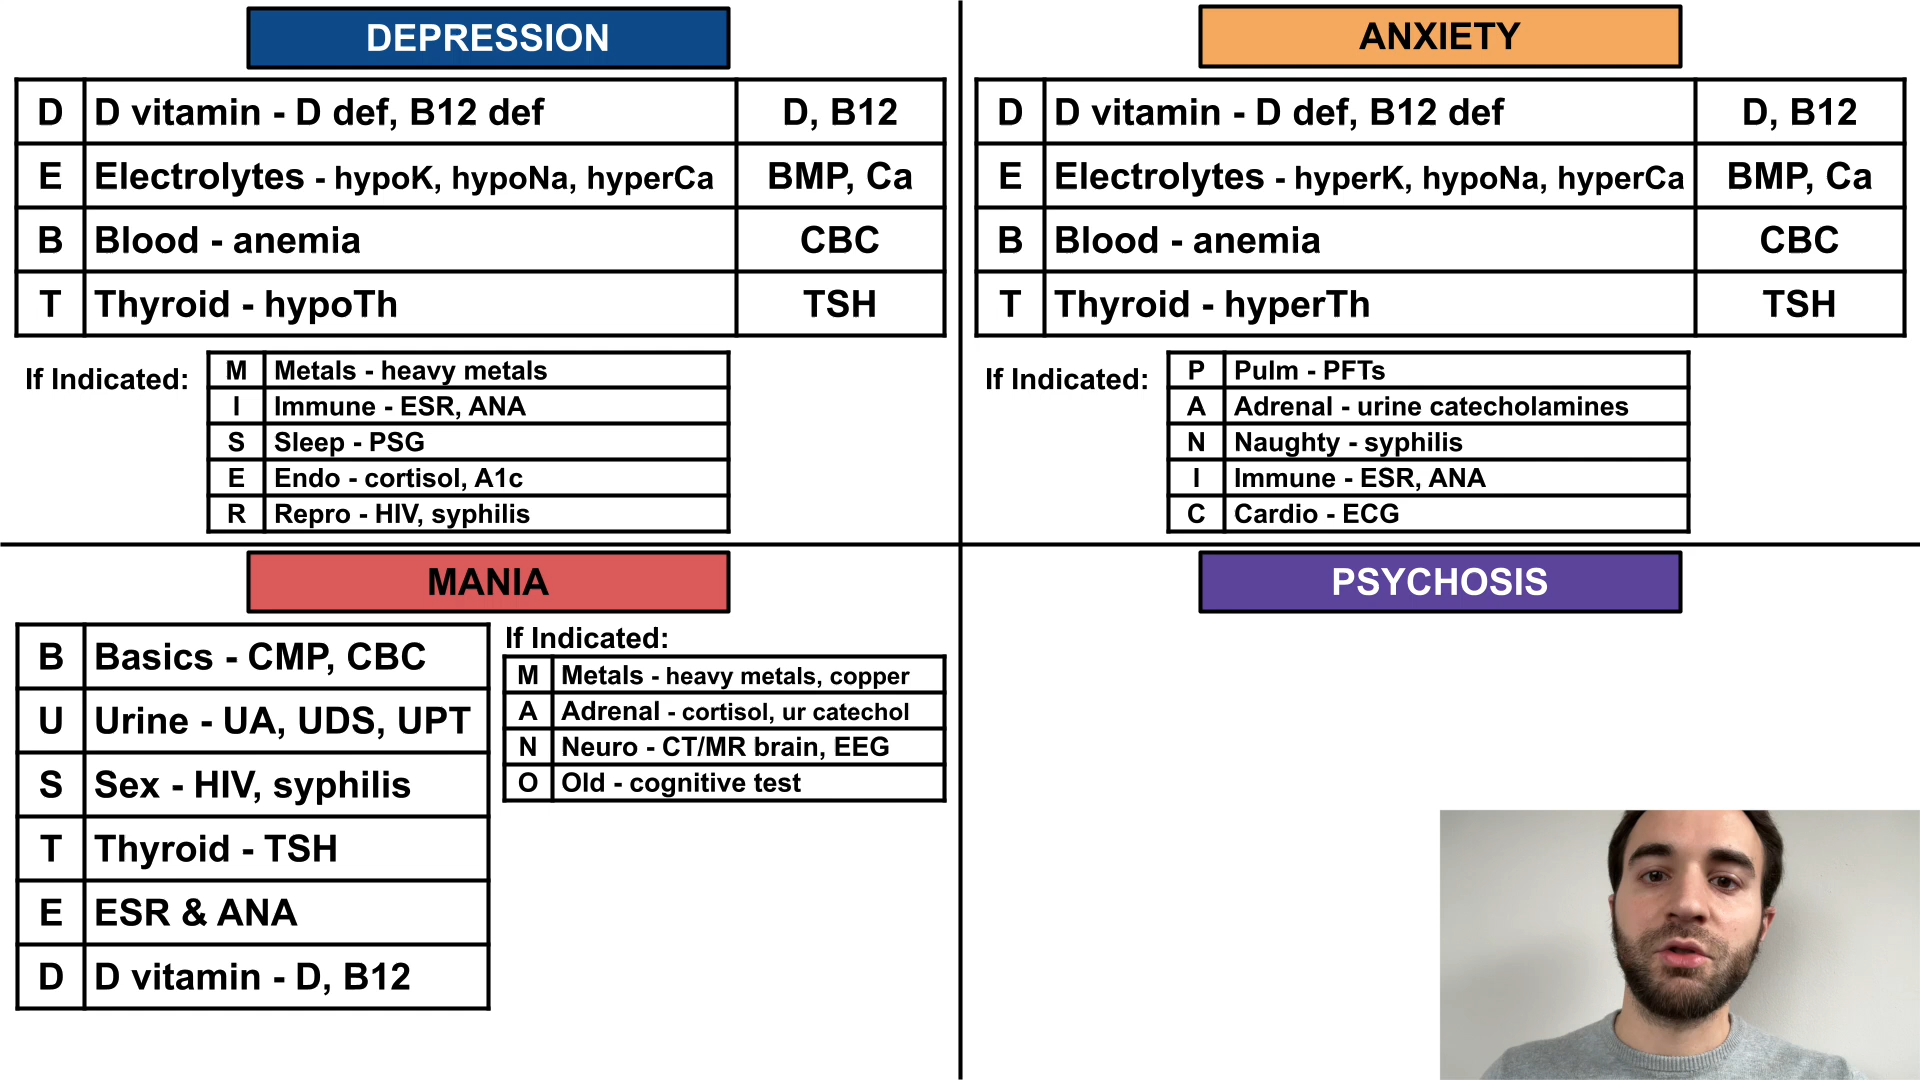 DEPRESSION
D D vitamin - D def, B12 def D, B12
E Electrolytes - hypoK, hypoNa, hyperCa BMP, Ca
B Blood - anemia CBC
T Thyroid - hypoTh TSH
If Indicated:
M Metals - heavy metals
I Immune - ESR, ANA
S Sleep - PSG
E Endo - cortisol, A1c
R Repro - HIV, syphilis
ANXIETY
D D vitamin - D def, B12 def D, B12
E Electrolytes - hyperK, hypoNa, hyperCa BMP, Ca
B Blood - anemia CBC
T Thyroid - hyperTh TSH
If Indicated:
P Pulm - PFTs
A Adrenal - urine catecholamines
N Naughty - syphilis
I Immune - ESR, ANA
C Cardio - ECG
MANIA
B Basics - CMP, CBC
U Urine - UA, UDS, UPT
S Sex - HIV, syphilis
T Thyroid - TSH
E ESR & ANA
D D vitamin - D, B12
If Indicated:
M Metals - heavy metals, copper
A Adrenal - cortisol, ur catechol
N Neuro - CT/MR brain, EEG
O Old - cognitive test
PSYCHOSIS